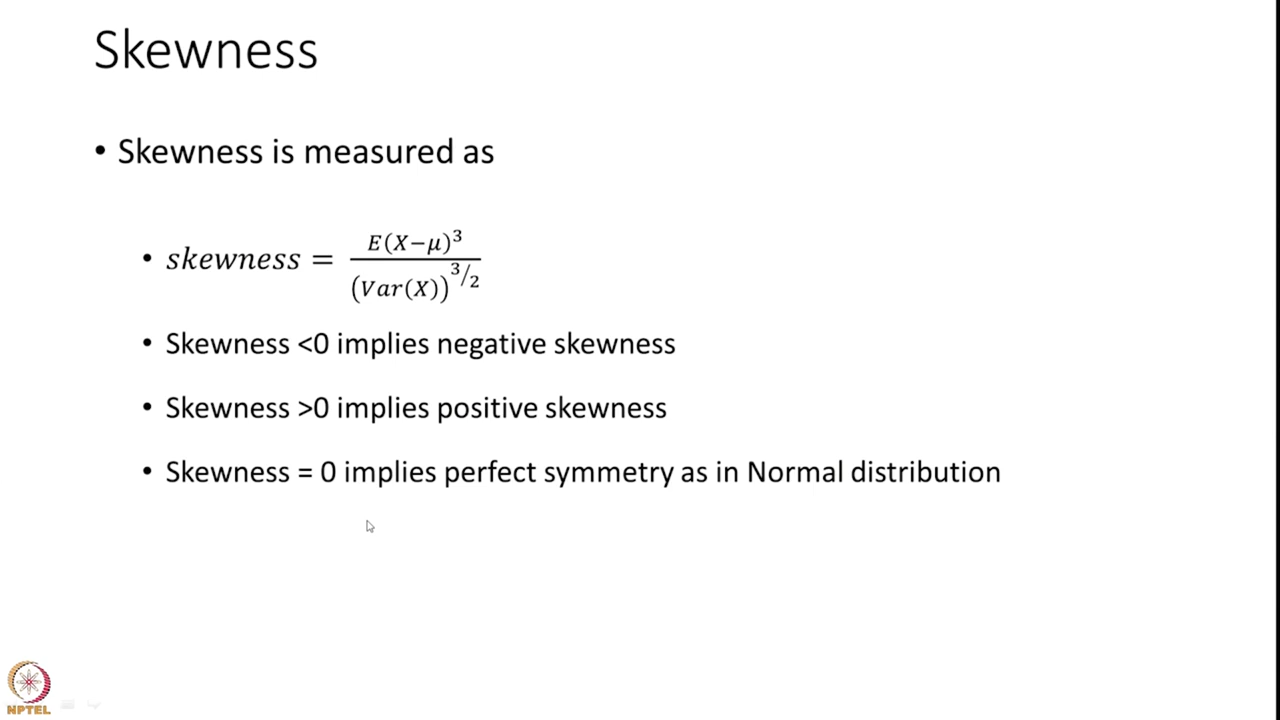 Skewness
• Skewness is measured as
• skewness = E(X−μ)³ / (Var(X))^3/2
• Skewness <0 implies negative skewness
• Skewness >0 implies positive skewness
• Skewness = 0 implies perfect symmetry as in Normal distribution
NPTEL